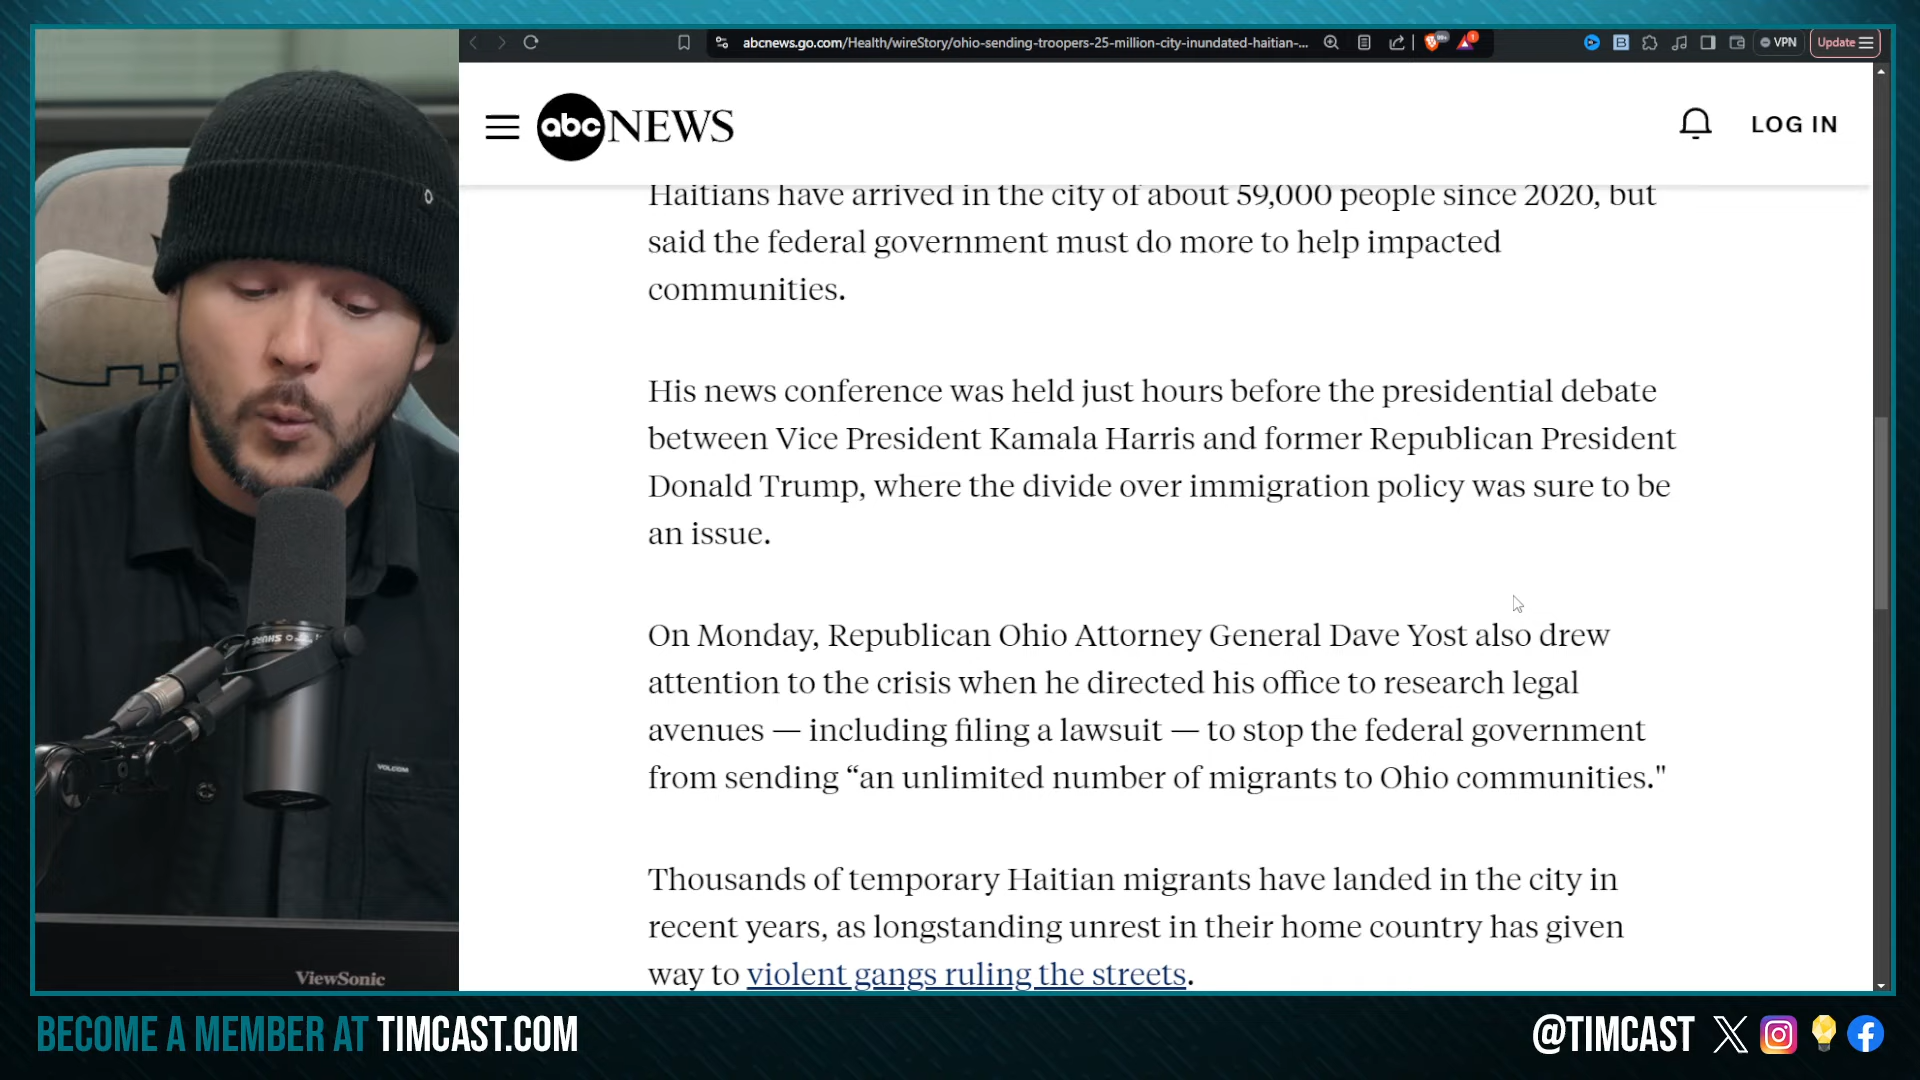 abcnews.go.com/Health/wireStory/ohio-sending-troopers-25-million-city-inundated-haitian-...
VPN
Update
abc NEWS
LOG IN
Haitians have arrived in the city of about 59,000 people since 2020, but
said the federal government must do more to help impacted
communities.
His news conference was held just hours before the presidential debate
between Vice President Kamala Harris and former Republican President
Donald Trump, where the divide over immigration policy was sure to be
an issue.
On Monday, Republican Ohio Attorney General Dave Yost also drew
attention to the crisis when he directed his office to research legal
avenues — including filing a lawsuit — to stop the federal government
from sending “an unlimited number of migrants to Ohio communities."
Thousands of temporary Haitian migrants have landed in the city in
recent years, as longstanding unrest in their home country has given
way to violent gangs ruling the streets.
SHURE
VOLCOM
ViewSonic
BECOME A MEMBER AT TIMCAST.COM
@TIMCAST